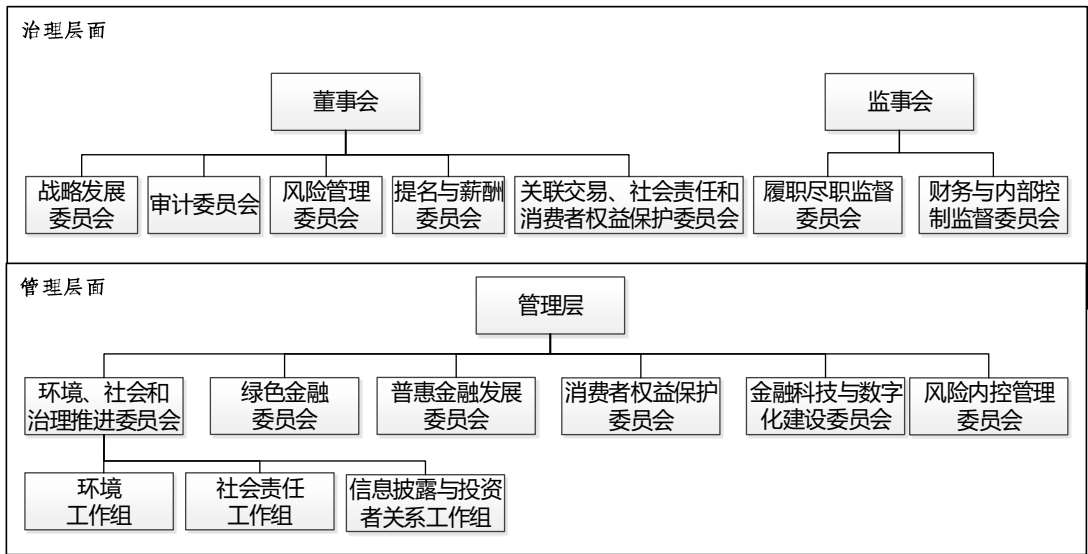 治理层面
董事会
监事会
战略发展
委员会
审计委员会
风险管理
委员会
提名与薪酬
委员会
关联交易、社会责任和
消费者权益保护委员会
履职尽职监督
委员会
财务与内部控
制监督委员会
管理层面
管理层
环境、社会和
治理推进委员会
绿色金融
委员会
普惠金融发展
委员会
消费者权益保护
委员会
金融科技与数字
化建设委员会
风险内控管理
委员会
环境
工作组
社会责任
工作组
信息披露与投资
者关系工作组